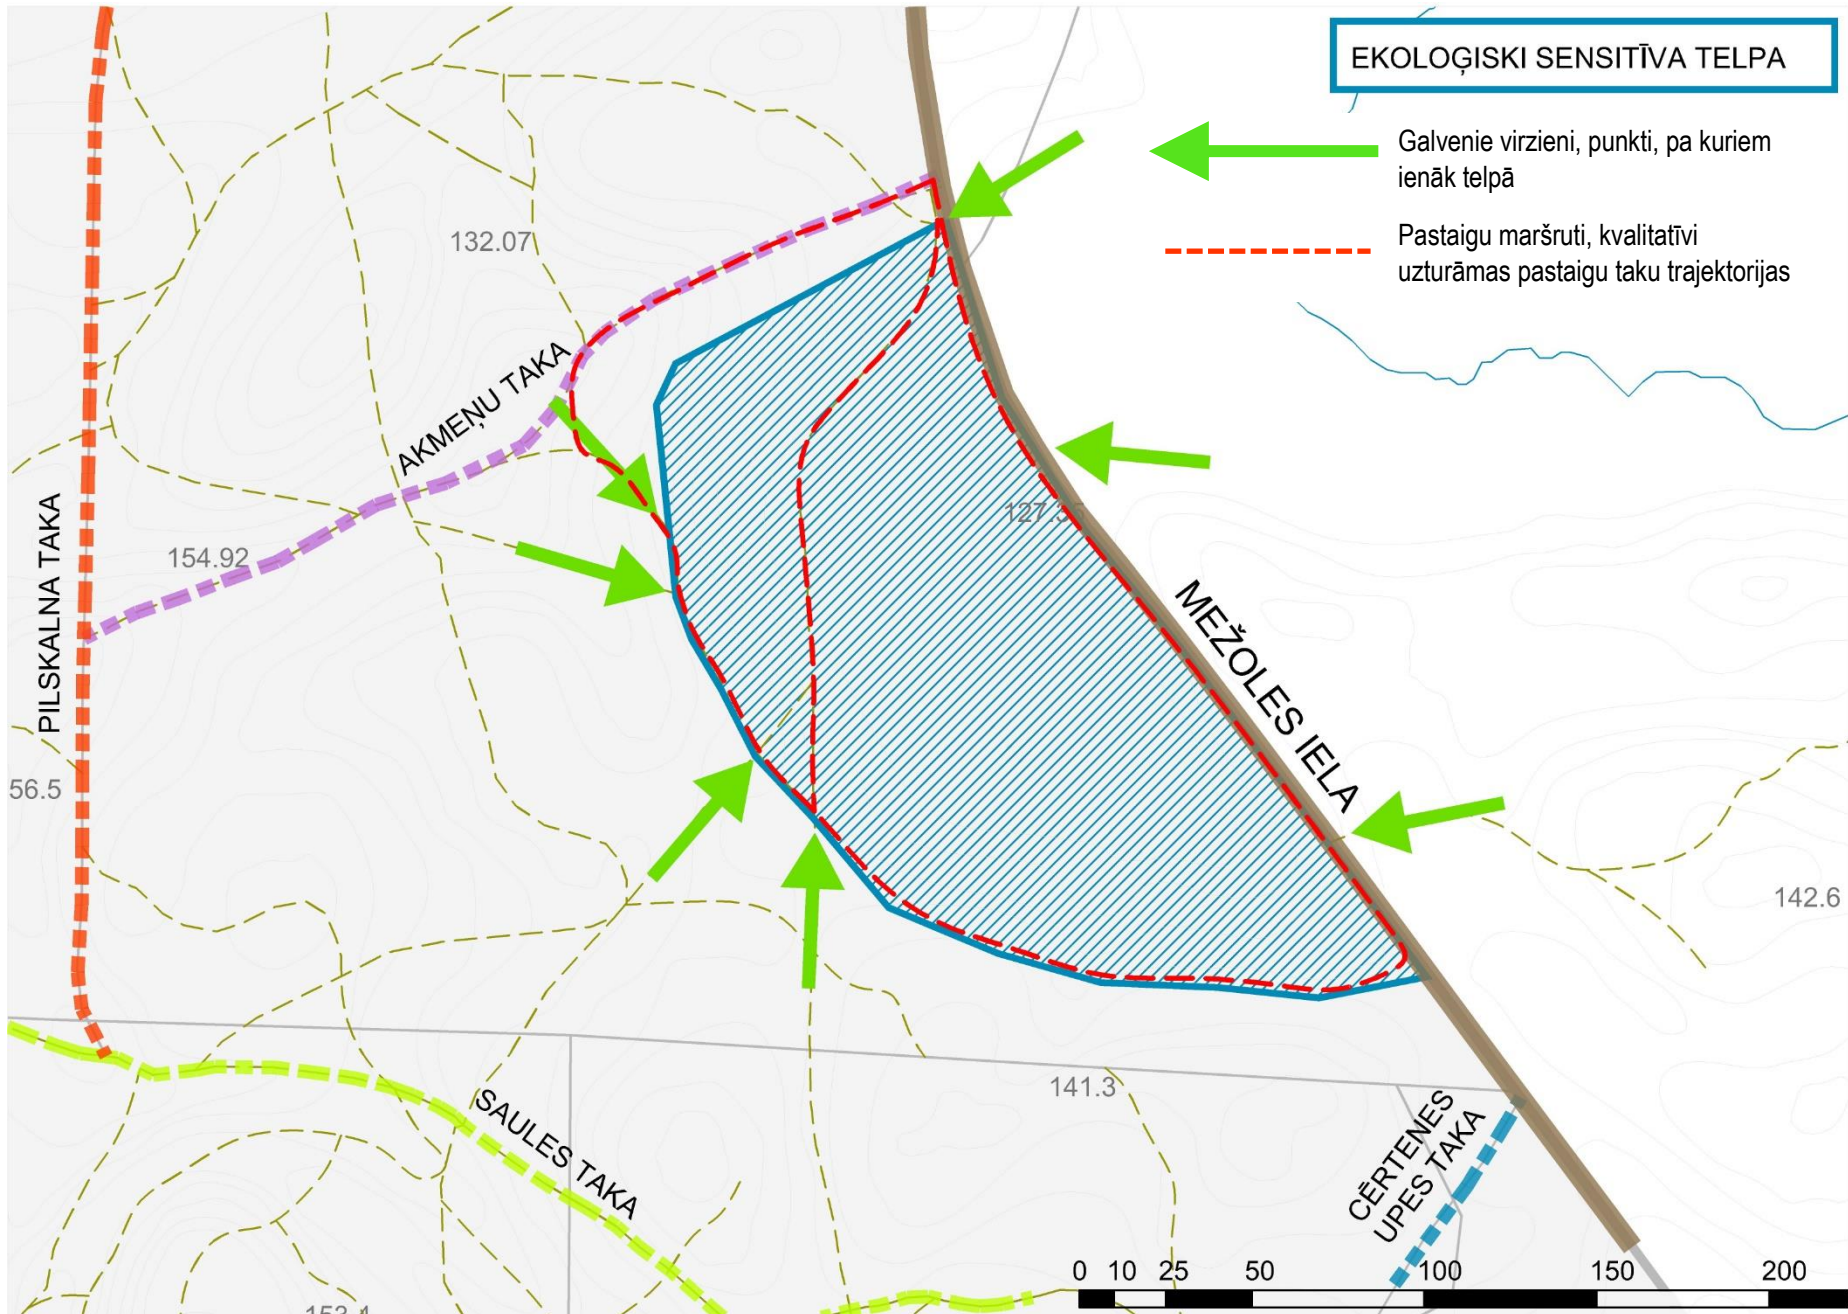 EKOLOĢISKI SENSITĪVA TELPA
Galvenie virzieni, punkti, pa kuriem
ienāk telpā
Pastaigu maršruti, kvalitatīvi
uzturāmas pastaigu taku trajektorijas
132.07
AKMEŅU TAKA
154.92
PILSKALNA TAKA
56.5
127.35
MEŽOLES IELA
142.6
141.3
SAULES TAKA
CĒRTENES
UPES TAKA
0 10 25 50 100 150 200